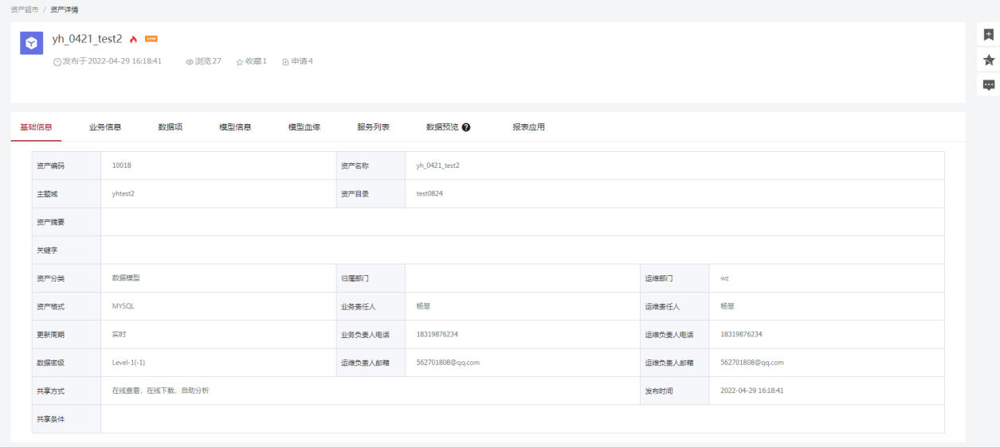 资产超市 / 资产详情
yh_0421_test2 NEW
发布于2022-04-29 16:18:41 浏览27 收藏1 申请4
基础信息 业务信息 数据项 模型信息 模型血缘 服务列表 数据预览 ? 报表应用
资产编码 10018 资产名称 yh_0421_test2
主题域 yhtest2 资产目录 test0824
资产摘要
关键字
资产分类 数据模型 归属部门 运维部门 wz
资产格式 MYSQL 业务责任人 杨慧 运维责任人 杨慧
更新周期 实时 业务负责人电话 18319876234 运维负责人电话 18319876234
数据密级 Level-1(-1) 运维负责人邮箱 562701808@qq.com 运维负责人邮箱 562701808@qq.com
共享方式 在线查看，在线下载，自助分析 发布时间 2022-04-29 16:18:41
共享条件